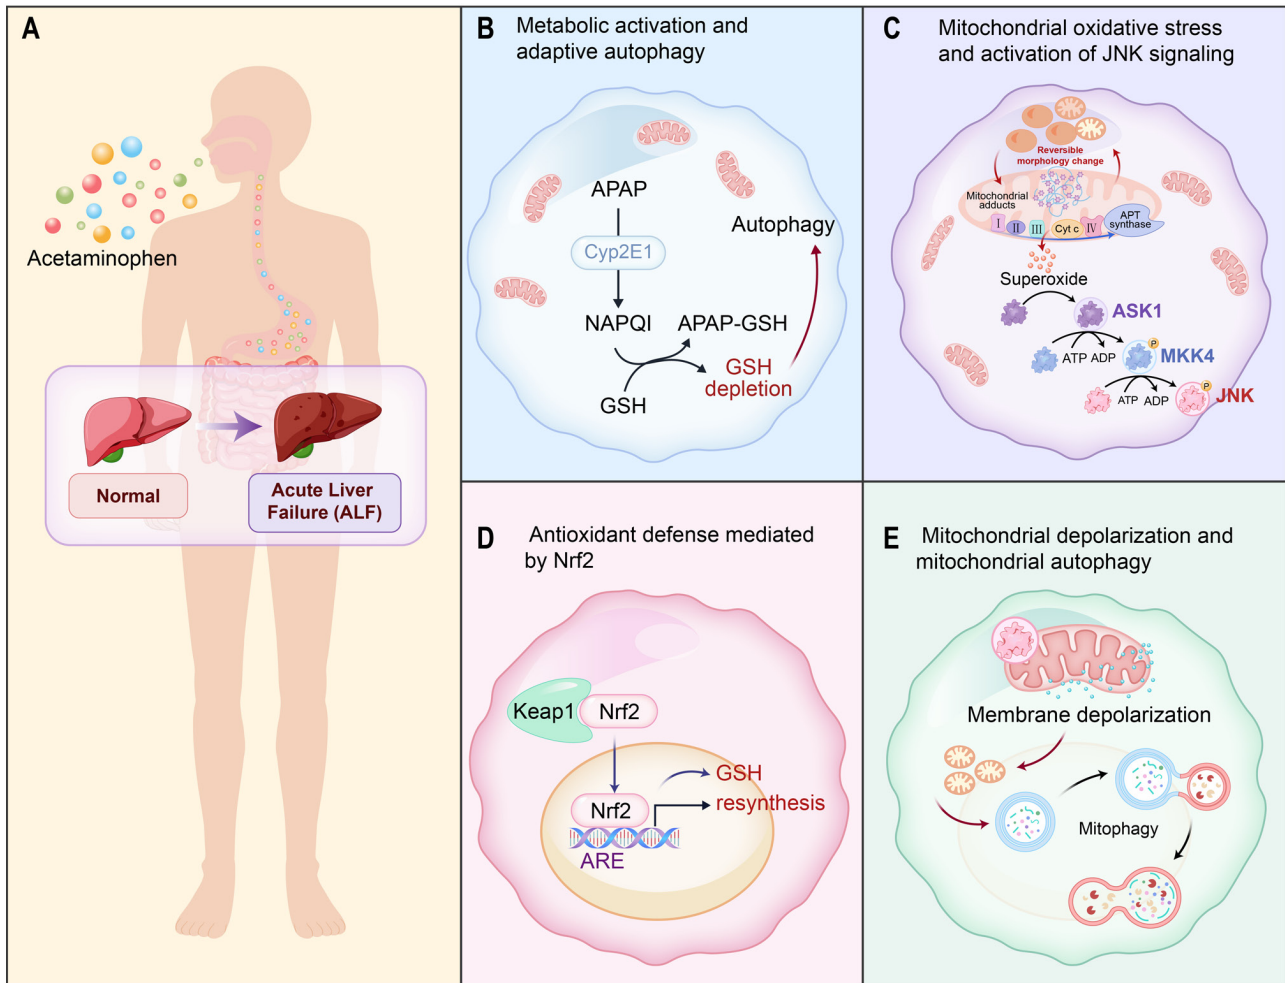 A
Acetaminophen
Normal
Acute Liver
Failure (ALF)
B
Metabolic activation and
adaptive autophagy
APAP
Autophagy
Cyp2E1
NAPQI
APAP-GSH
GSH
depletion
GSH
C
Mitochondrial oxidative stress
and activation of JNK signaling
Reversible
morphology change
Mitochondrial
adducts
I
II
III
Cyt c
IV
APT
synthase
Superoxide
ASK1
P
ATP ADP
MKK4
P
ATP ADP
JNK
D
Antioxidant defense mediated
by Nrf2
Keap1
Nrf2
GSH
resynthesis
Nrf2
ARE
E
Mitochondrial depolarization and
mitochondrial autophagy
Membrane depolarization
Mitophagy